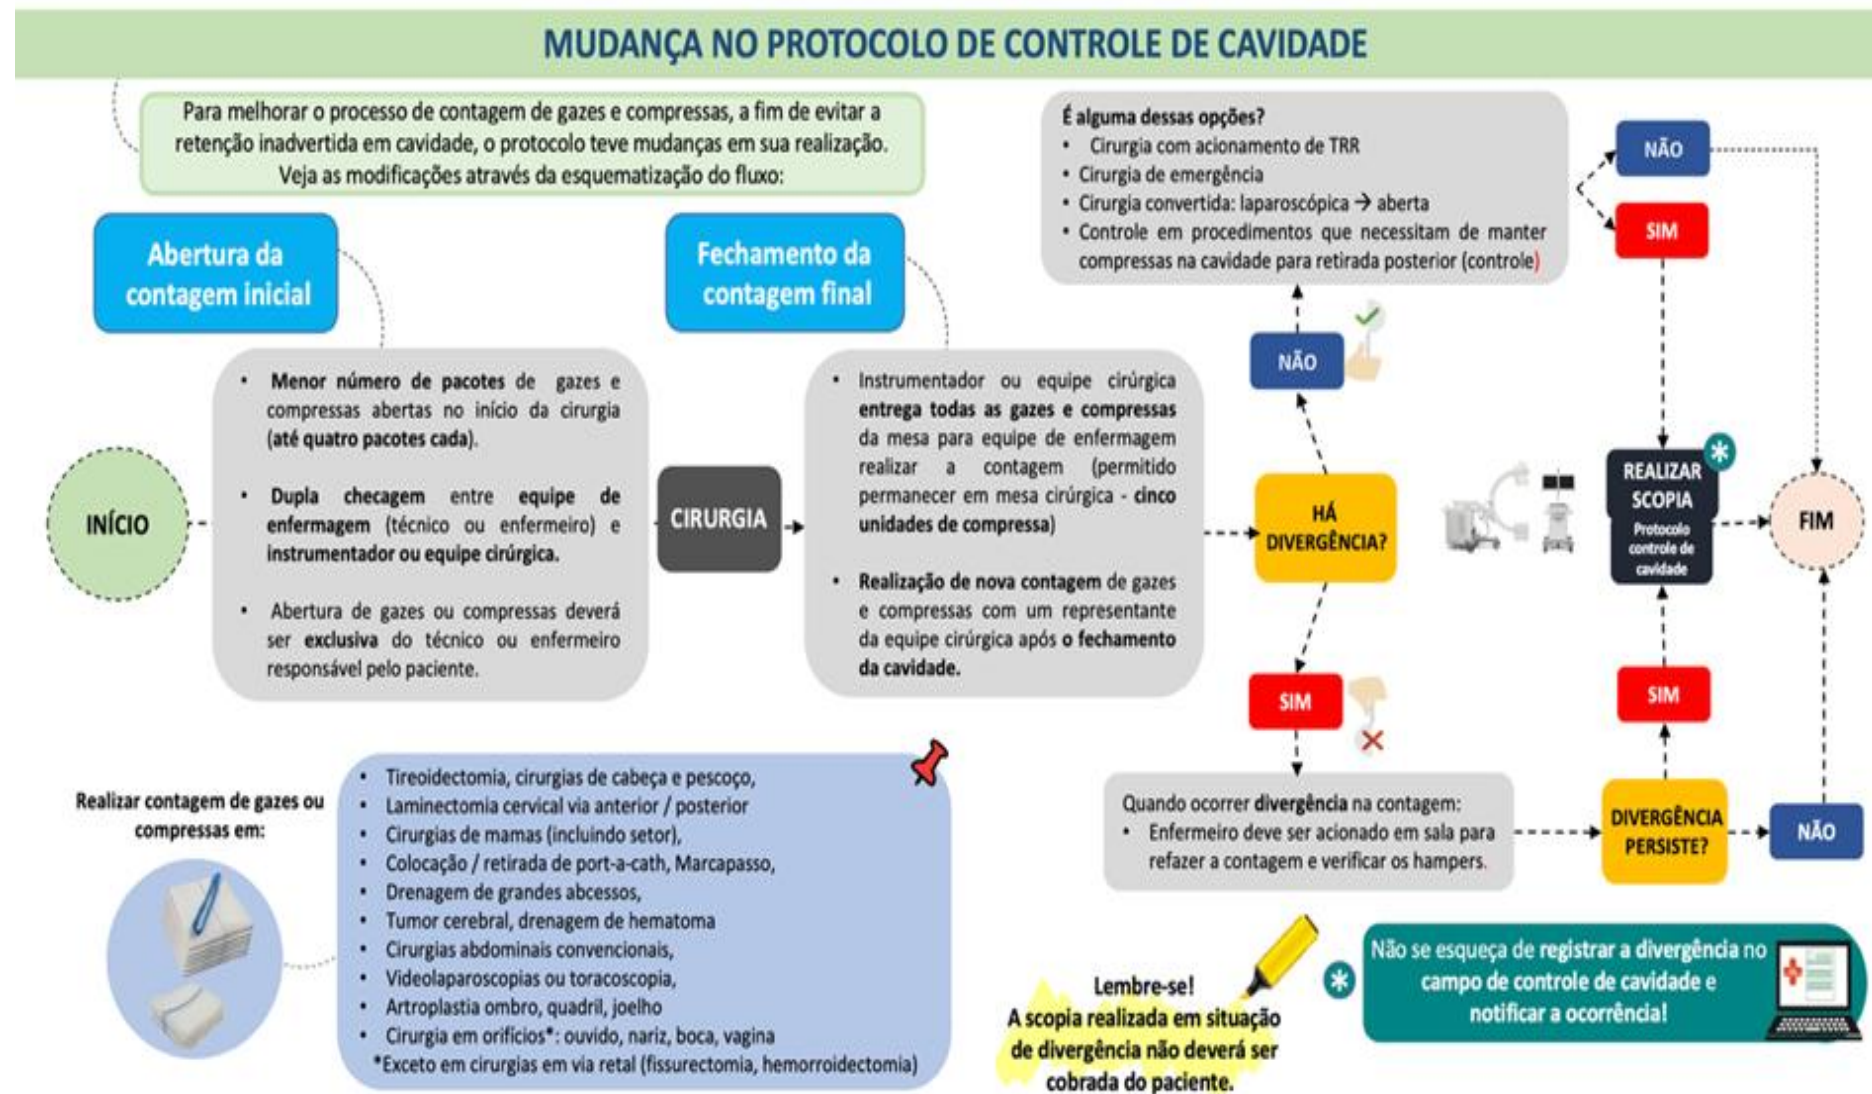 MUDANÇA NO PROTOCOLO DE CONTROLE DE CAVIDADE
Para melhorar o processo de contagem de gazes e compressas, a fim de evitar a
retenção inadvertida em cavidade, o protocolo teve mudanças em sua realização.
Veja as modificações através da esquematização do fluxo:
Abertura da
contagem inicial
INÍCIO
• Menor número de pacotes de gazes e
compressas abertas no início da cirurgia
(até quatro pacotes cada).
• Dupla checagem entre equipe de
enfermagem (técnico ou enfermeiro) e
instrumentador ou equipe cirúrgica.
• Abertura de gazes ou compressas deverá
ser exclusiva do técnico ou enfermeiro
responsável pelo paciente.
CIRURGIA
Fechamento da
contagem final
• Instrumentador ou equipe cirúrgica
entrega todas as gazes e compressas
da mesa para equipe de enfermagem
realizar a contagem (permitido
permanecer em mesa cirúrgica - cinco
unidades de compressa)
• Realização de nova contagem de gazes
e compressas com um representante
da equipe cirúrgica após o fechamento
da cavidade.
HÁ
DIVERGÊNCIA?
NÃO
É alguma dessas opções?
• Cirurgia com acionamento de TRR
• Cirurgia de emergência
• Cirurgia convertida: laparoscópica → aberta
• Controle em procedimentos que necessitam de manter
compressas na cavidade para retirada posterior (controle)
NÃO
SIM
REALIZAR
SCOPIA
Protocolo
controle de
cavidade
*
FIM
SIM
Quando ocorrer divergência na contagem:
• Enfermeiro deve ser acionado em sala para
refazer a contagem e verificar os hampers.
DIVERGÊNCIA
PERSISTE?
SIM
NÃO
Realizar contagem de gazes ou
compressas em:
• Tireoidectomia, cirurgias de cabeça e pescoço,
• Laminectomia cervical via anterior / posterior
• Cirurgias de mamas (incluindo setor),
• Colocação / retirada de port-a-cath, Marcapasso,
• Drenagem de grandes abcessos,
• Tumor cerebral, drenagem de hematoma
• Cirurgias abdominais convencionais,
• Videolaparoscopias ou toracoscopia,
• Artroplastia ombro, quadril, joelho
• Cirurgia em orifícios*: ouvido, nariz, boca, vagina
*Exceto em cirurgias em via retal (fissurectomia, hemorroidectomia)
Lembre-se!
A scopia realizada em situação
de divergência não deverá ser
cobrada do paciente.
*
Não se esqueça de registrar a divergência no
campo de controle de cavidade e
notificar a ocorrência!